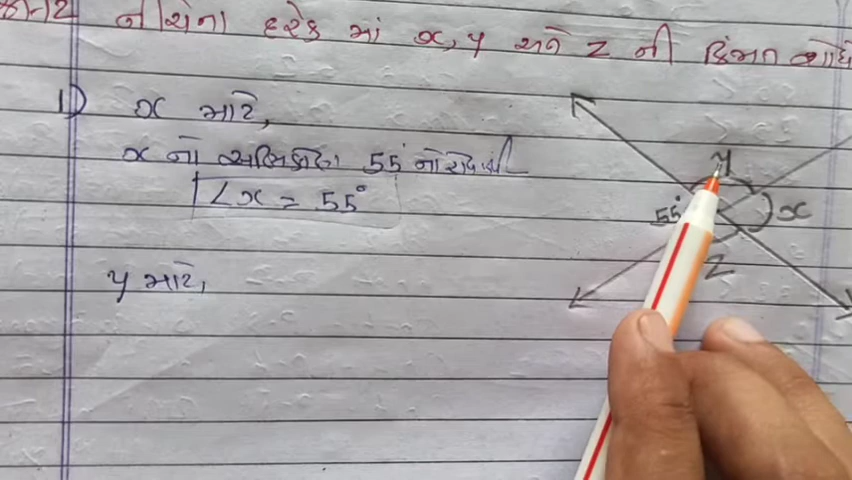 નીચેના દરેક માં x, y અને z ની કિંમત શોધો
1) x માટે,
x નો અભિકોણ 55°નો છે.
∠x = 55°
y માટે,
y
55°
x
z